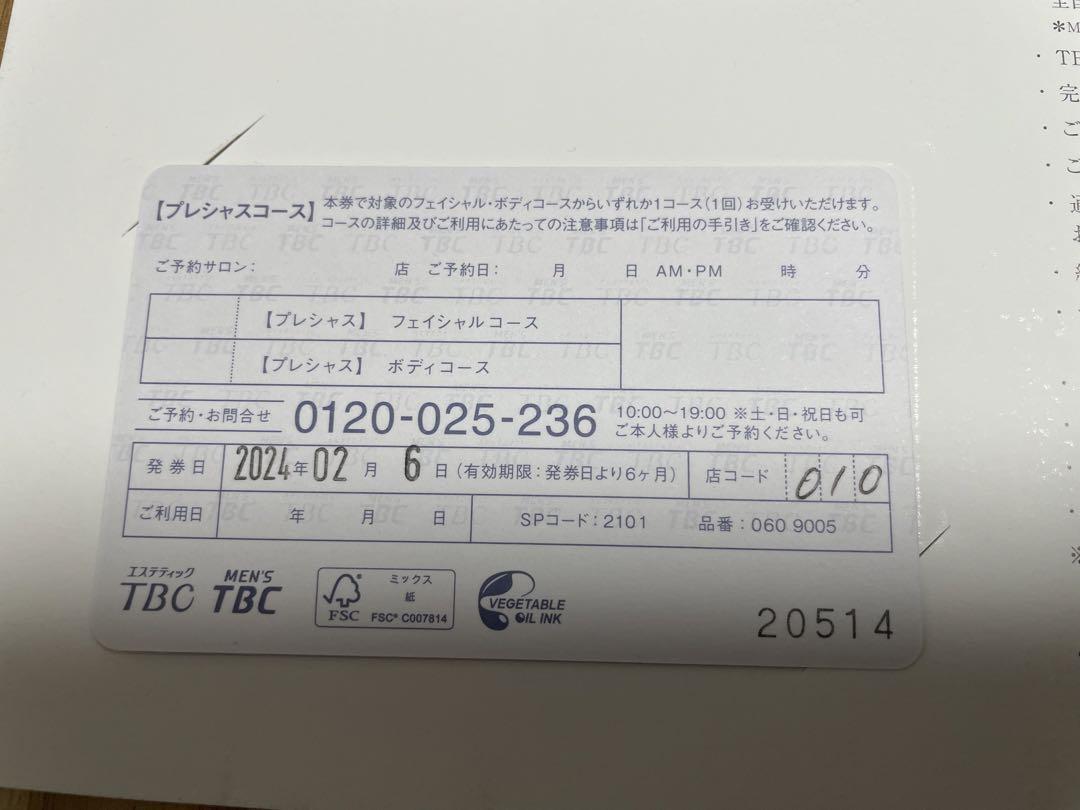 【プレシャスコース】
本券で対象のフェイシャル・ボディコースからいずれか1コース(1回)お受けいただけます。
コースの詳細及びご利用にあたっての注意事項は「ご利用の手引き」をご確認ください。
ご予約サロン: 店 ご予約日: 月 日 AM・PM 時 分
【プレシャス】 フェイシャルコース
【プレシャス】 ボディコース
ご予約・お問合せ 0120-025-236
10:00〜19:00 ※土・日・祝日も可
ご本人様よりご予約ください。
発券日 2024年 02月 6日 (有効期限:発券日より6ヶ月) 店コード 010
ご利用日 年 月 日 SPコード:2101 品番:060 9005
エステティック
TBC
MEN'S
TBC
FSC
ミックス
紙
FSC® C007814
VEGETABLE
OIL INK
20514